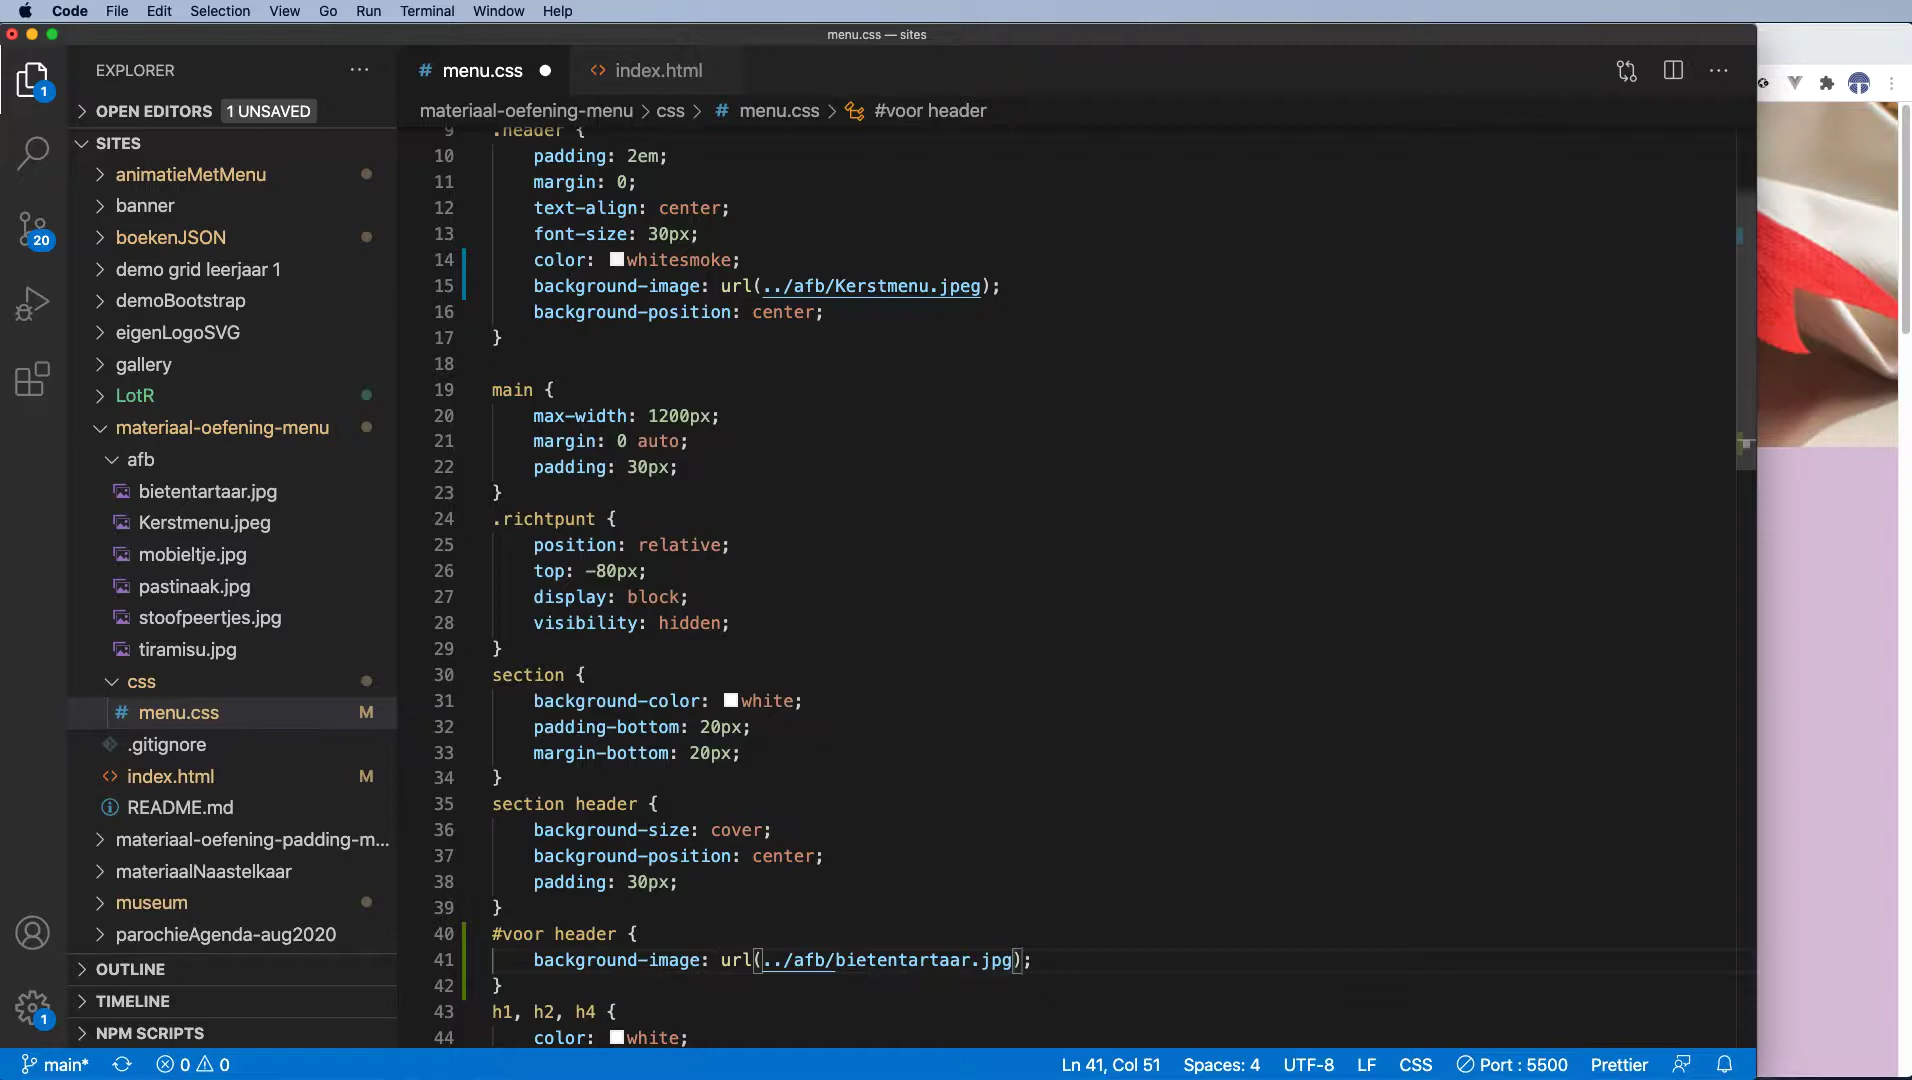 Code File Edit Selection View Go Run Terminal Window Help
menu.css — sites
EXPLORER
OPEN EDITORS 1 UNSAVED
SITES
animatieMetMenu
banner
boekenJSON
demo grid leerjaar 1
demoBootstrap
eigenLogoSVG
gallery
LotR
materiaal-oefening-menu
afb
bietentartaar.jpg
Kerstmenu.jpeg
mobieltje.jpg
pastinaak.jpg
stoofpeertjes.jpg
tiramisu.jpg
css
# menu.css M
.gitignore
index.html M
README.md
materiaal-oefening-padding-m...
materiaalNaastelkaar
museum
parochieAgenda-aug2020
OUTLINE
TIMELINE
NPM SCRIPTS
1
20
1
# menu.css
<> index.html
materiaal-oefening-menu > css > # menu.css > #voor header
9 .header {
10 padding: 2em;
11 margin: 0;
12 text-align: center;
13 font-size: 30px;
14 color: whitesmoke;
15 background-image: url(../afb/Kerstmenu.jpeg);
16 background-position: center;
17 }
18
19 main {
20 max-width: 1200px;
21 margin: 0 auto;
22 padding: 30px;
23 }
24 .richtpunt {
25 position: relative;
26 top: -80px;
27 display: block;
28 visibility: hidden;
29 }
30 section {
31 background-color: white;
32 padding-bottom: 20px;
33 margin-bottom: 20px;
34 }
35 section header {
36 background-size: cover;
37 background-position: center;
38 padding: 30px;
39 }
40 #voor header {
41 background-image: url(../afb/bietentartaar.jpg);
42 }
43 h1, h2, h4 {
44 color: white;
main* 0 0 Ln 41, Col 51 Spaces: 4 UTF-8 LF CSS Port : 5500 Prettier